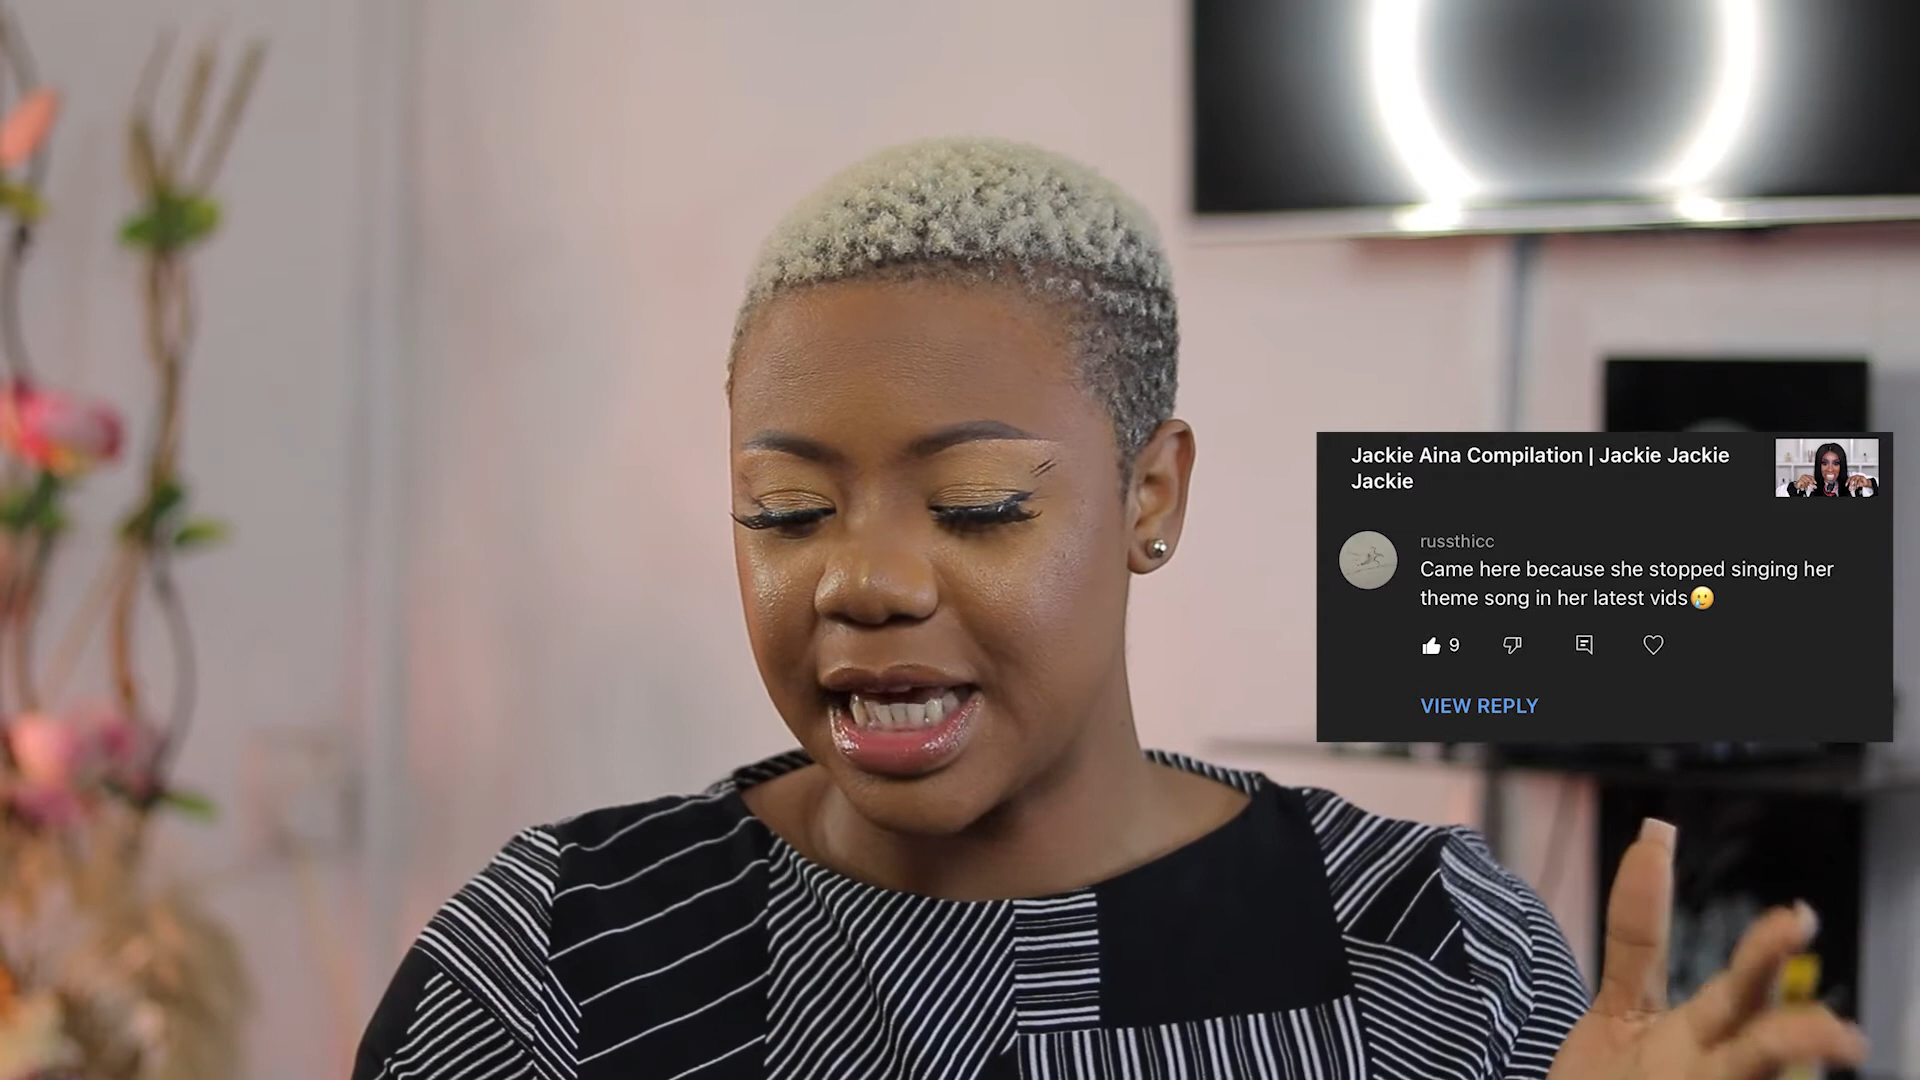 Jackie Aina Compilation | Jackie Jackie
Jackie
russthicc
Came here because she stopped singing her
theme song in her latest vids🥲
9
VIEW REPLY